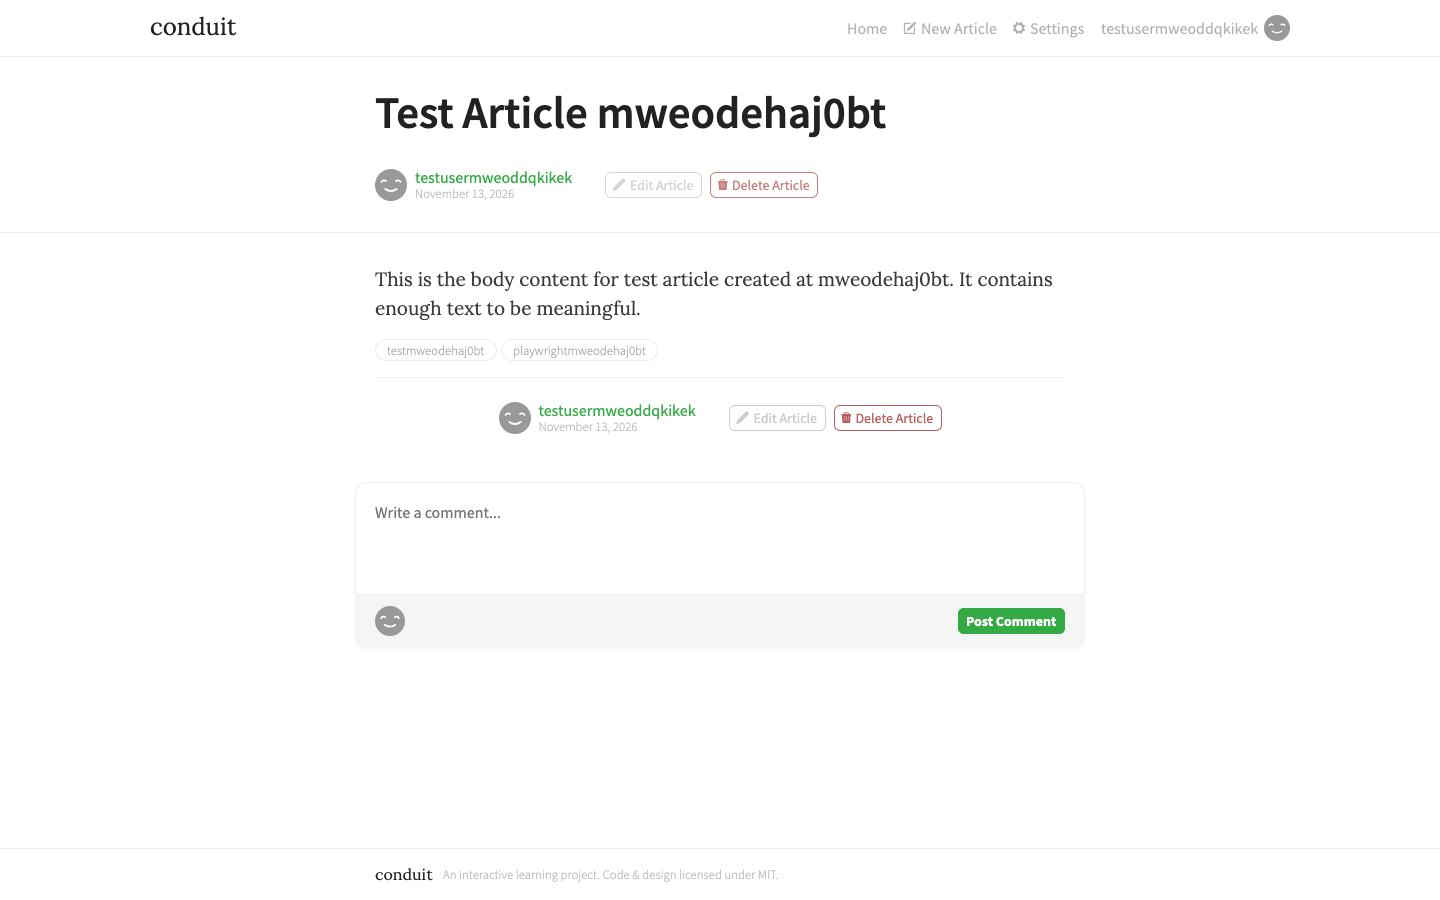 conduit
Home New Article Settings testusermweoddqkikek
Test Article mweodehaj0bt
testusermweoddqkikek
November 13, 2026
Edit Article Delete Article
This is the body content for test article created at mweodehaj0bt. It contains
enough text to be meaningful.
testmweodehaj0bt playwrightmweodehaj0bt
testusermweoddqkikek
November 13, 2026
Edit Article Delete Article
Write a comment...
Post Comment
conduit An interactive learning project. Code & design licensed under MIT.